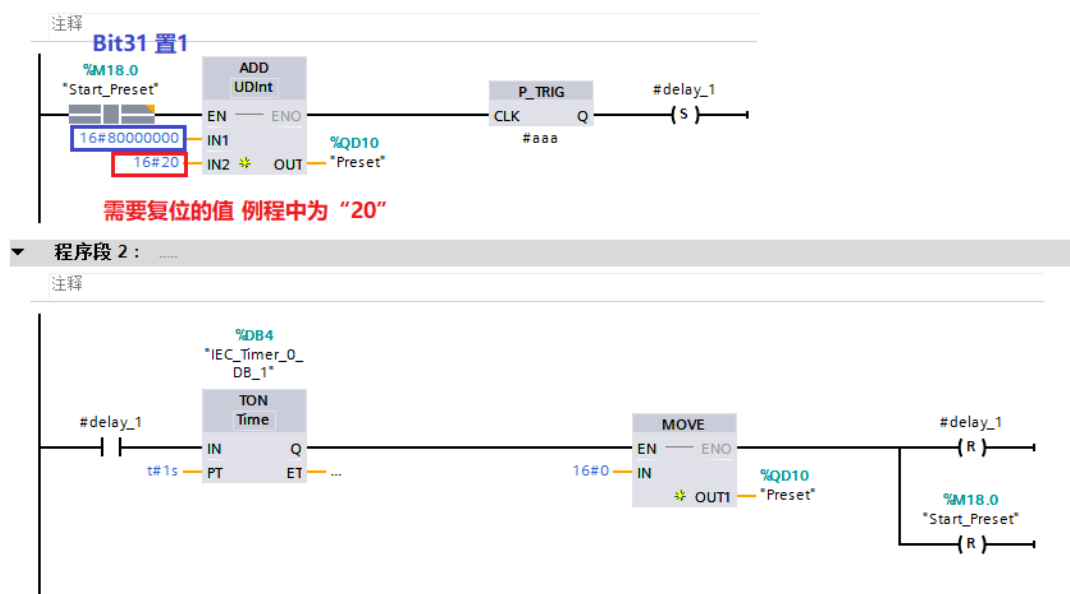 注释
Bit31 置1
%M18.0
"Start_Preset"
ADD
UDInt
EN ENO
16#80000000 IN1
16#20 IN2 OUT
%QD10
"Preset"
P_TRIG
CLK Q
#aaa
#delay_1
S
需要复位的值 例程中为“20”
程序段 2： .....
注释
%DB4
"IEC_Timer_0_
DB_1"
TON
Time
#delay_1
IN Q
t#1s PT ET ...
MOVE
EN ENO
16#0 IN
OUT1
%QD10
"Preset"
#delay_1
R
%M18.0
"Start_Preset"
R